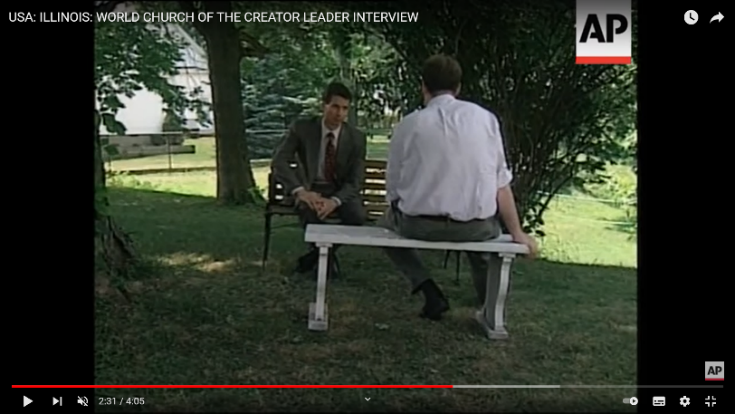 USA: ILLINOIS: WORLD CHURCH OF THE CREATOR LEADER INTERVIEW
AP
AP
2:31 / 4:05